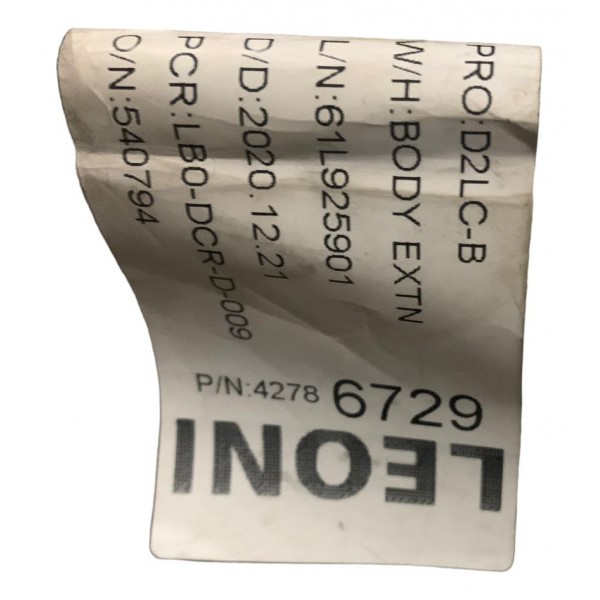 PRO:D2LC-B
W/H:BODY EXTN
L/N:61L925901
D/D:2020.12.21
PCR:LB0-DCR-D-009
O/N:540794
P/N:4278 6729
LEONI